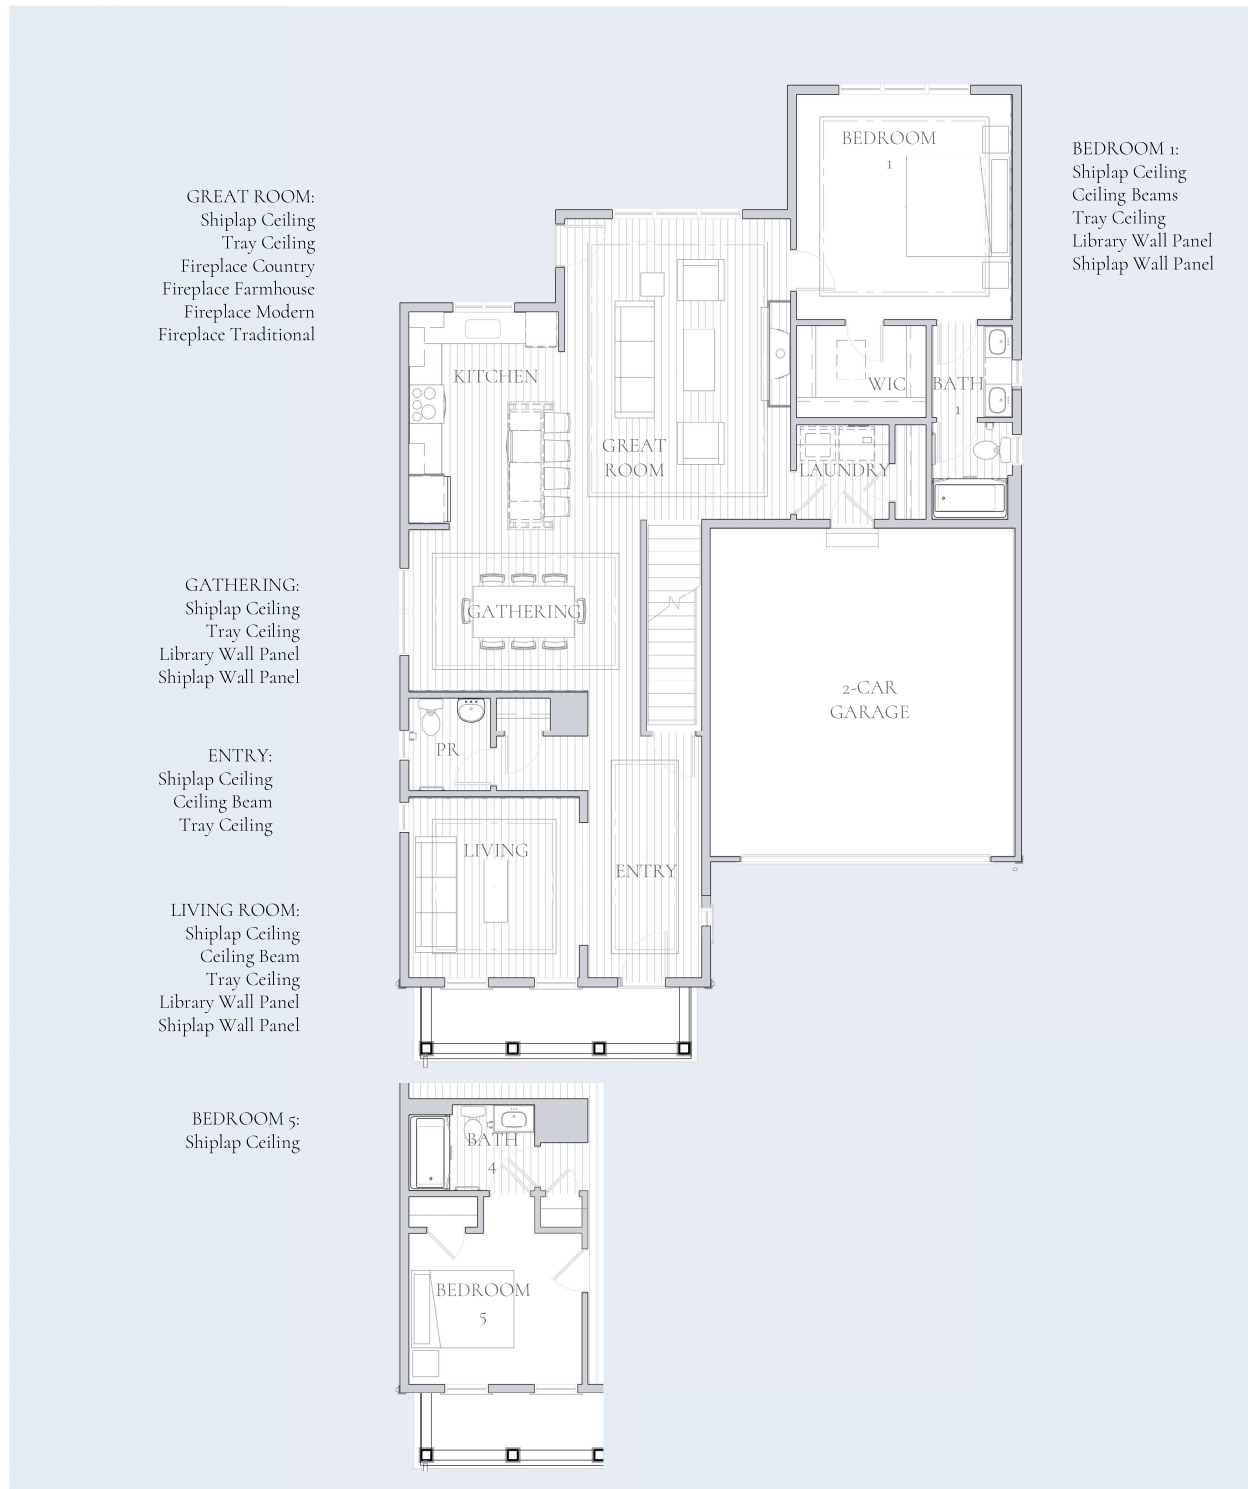 GREAT ROOM:
Shiplap Ceiling
Tray Ceiling
Fireplace Country
Fireplace Farmhouse
Fireplace Modern
Fireplace Traditional
GATHERING:
Shiplap Ceiling
Tray Ceiling
Library Wall Panel
Shiplap Wall Panel
ENTRY:
Shiplap Ceiling
Ceiling Beam
Tray Ceiling
LIVING ROOM:
Shiplap Ceiling
Ceiling Beam
Tray Ceiling
Library Wall Panel
Shiplap Wall Panel
BEDROOM 5:
Shiplap Ceiling
BEDROOM
1
KITCHEN
WIC
BATH
1
GREAT
ROOM
LAUNDRY
GATHERING
2-CAR
GARAGE
PR
LIVING
ENTRY
BATH
4
BEDROOM
5
BEDROOM 1:
Shiplap Ceiling
Ceiling Beams
Tray Ceiling
Library Wall Panel
Shiplap Wall Panel